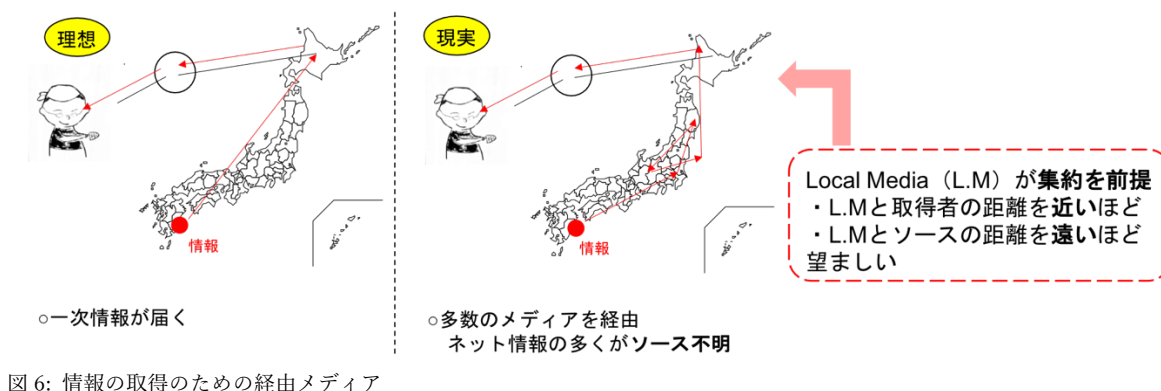 理想
情報
○一次情報が届く
現実
情報
○多数のメディアを経由
ネット情報の多くがソース不明
Local Media（L.M）が集約を前提
・L.Mと取得者の距離を近いほど
・L.Mとソースの距離を遠いほど
望ましい
図 6: 情報の取得のための経由メディア